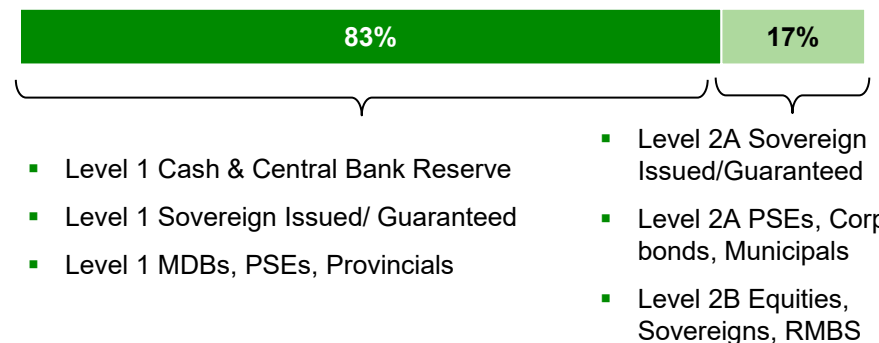 83%
17%
▪ Level 1 Cash & Central Bank Reserve
▪ Level 1 Sovereign Issued/ Guaranteed
▪ Level 1 MDBs, PSEs, Provincials
▪ Level 2A Sovereign
Issued/Guaranteed
▪ Level 2A PSEs, Corp
bonds, Municipals
▪ Level 2B Equities,
Sovereigns, RMBS